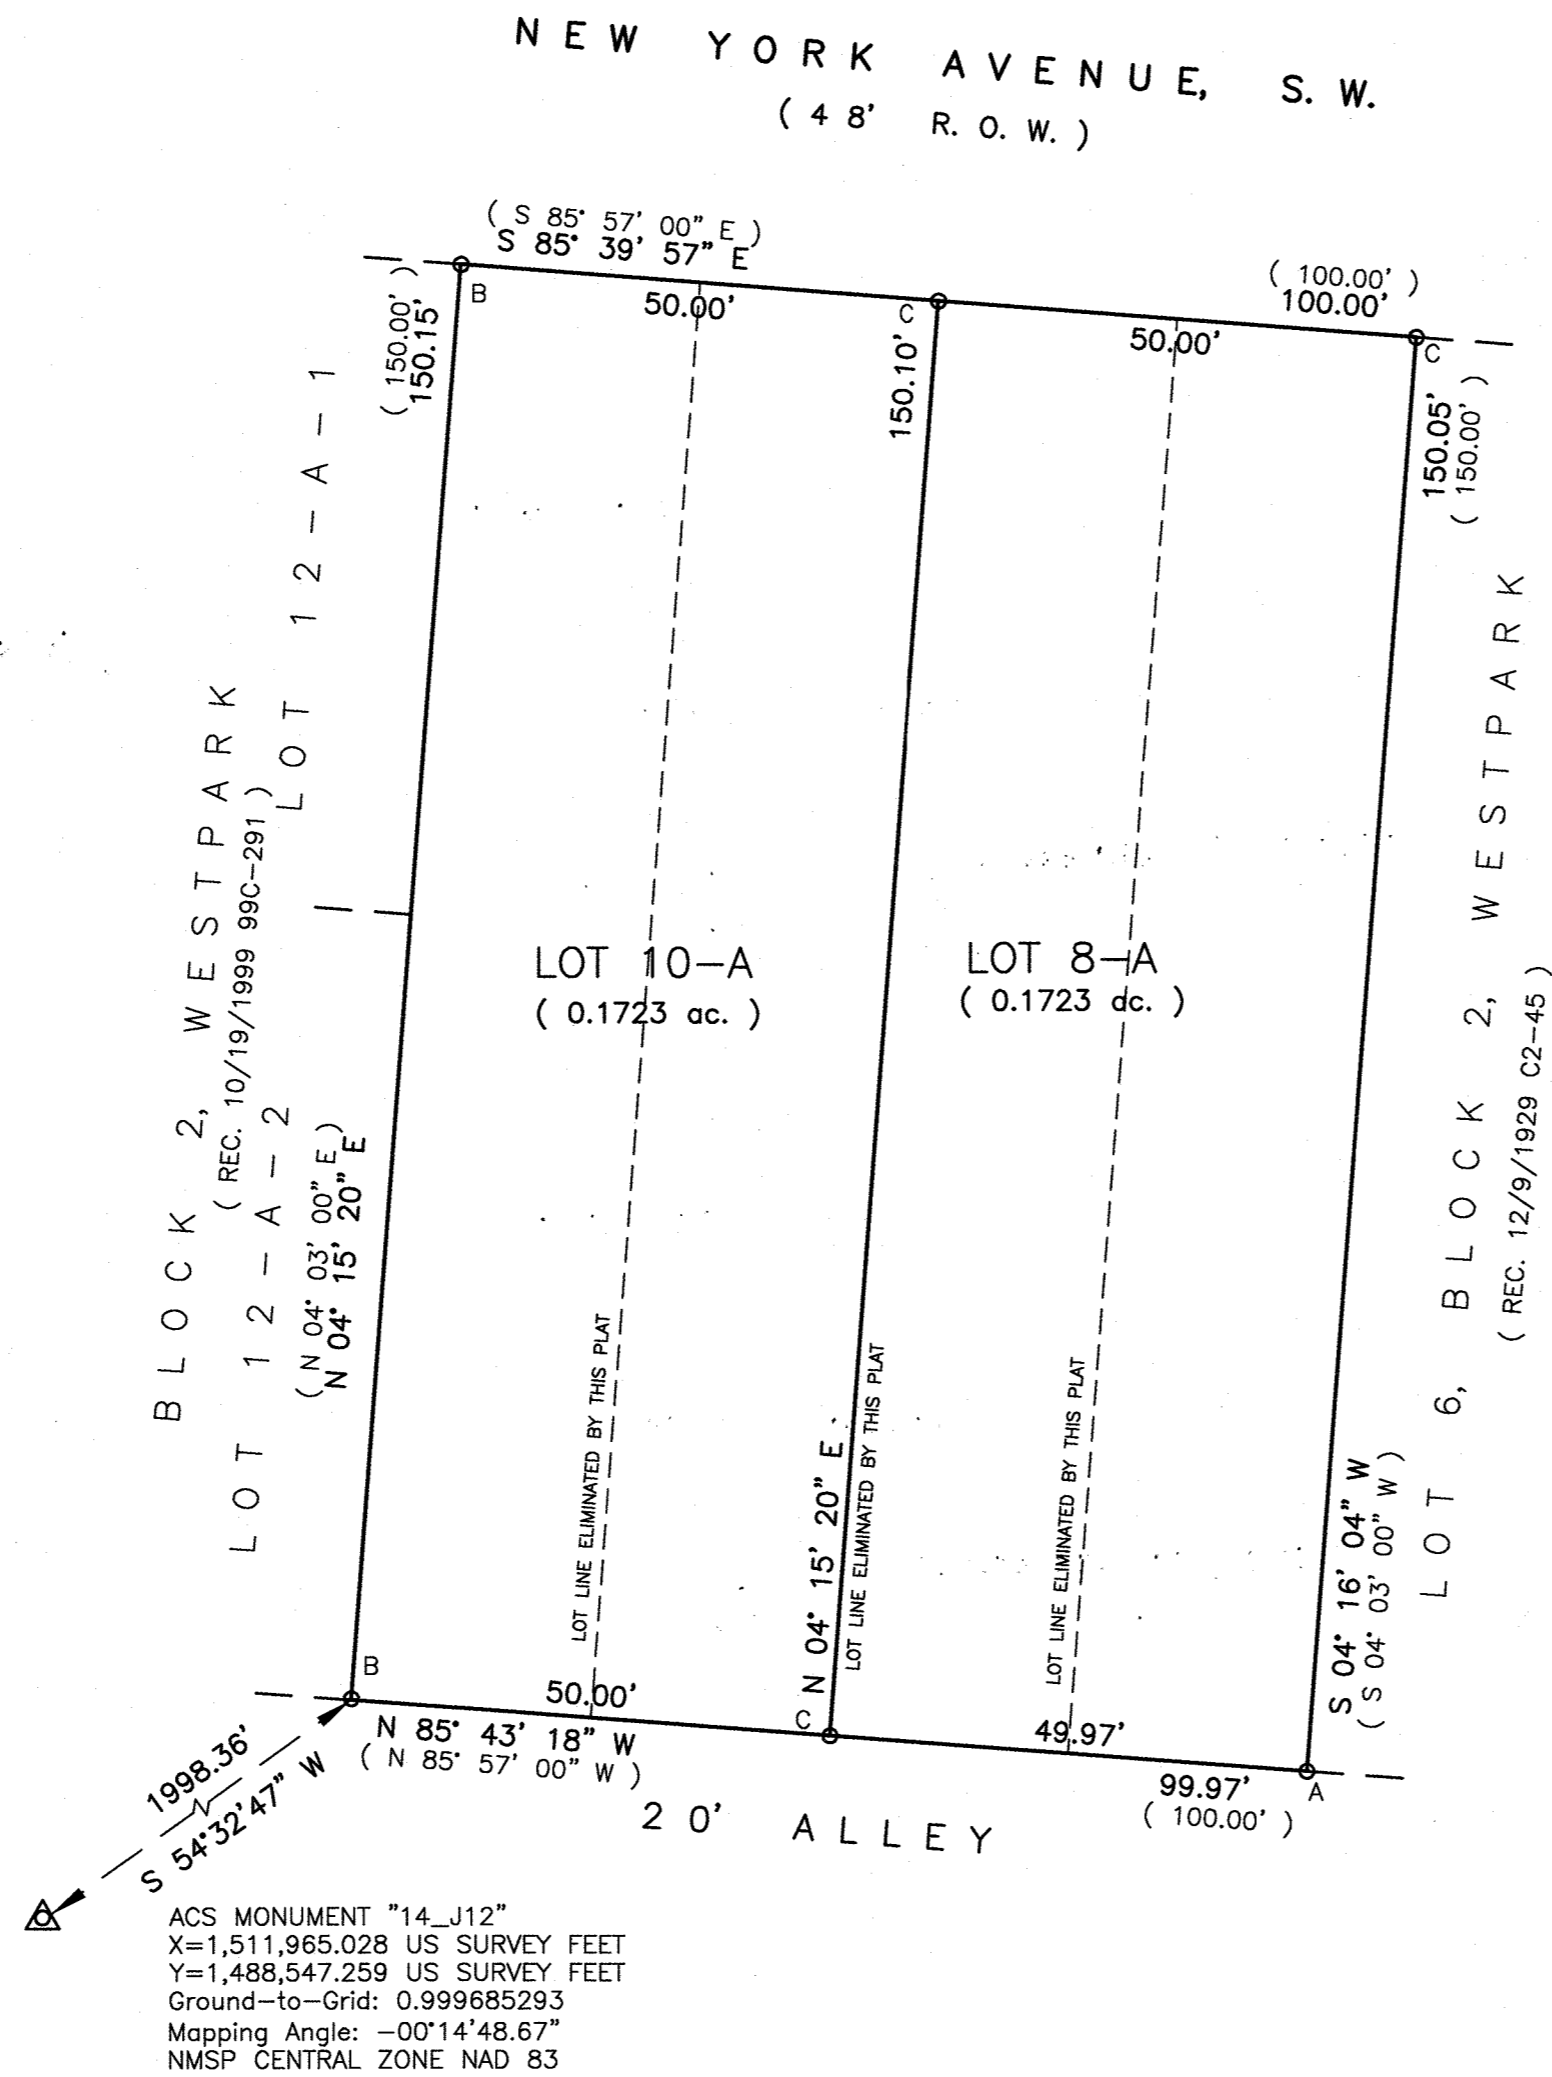 NEW YORK AVENUE, S. W.
( 48' R. O. W. )
( S 85° 57' 00" E )
S 85° 39' 57" E
( 100.00' )
100.00'
B
50.00'
C
50.00'
C
( 150.00' )
150.15'
150.10'
150.05'
( 150.00' )
LOT 12-A-1
BLOCK 2, WESTPARK
( REC. 10/19/1999 99C-291 )
LOT 12-A-2
( N 04° 03' 00" E )
N 04° 15' 20" E
LOT 10-A
( 0.1723 ac. )
LOT 8-A
( 0.1723 ac. )
LOT 6, BLOCK 2, WESTPARK
( REC. 12/9/1929 C2-45 )
LOT LINE ELIMINATED BY THIS PLAT
N 04° 15' 20" E
LOT LINE ELIMINATED BY THIS PLAT
LOT LINE ELIMINATED BY THIS PLAT
S 04° 16' 04" W
( S 04° 03' 00" W )
B
50.00'
C
49.97'
A
N 85° 43' 18" W
( N 85° 57' 00" W )
99.97'
( 100.00' )
20' ALLEY
1998.36'
S 54°32'47" W
ACS MONUMENT "14_J12"
X=1,511,965.028 US SURVEY FEET
Y=1,488,547.259 US SURVEY FEET
Ground-to-Grid: 0.999685293
Mapping Angle: -00°14'48.67"
NMSP CENTRAL ZONE NAD 83